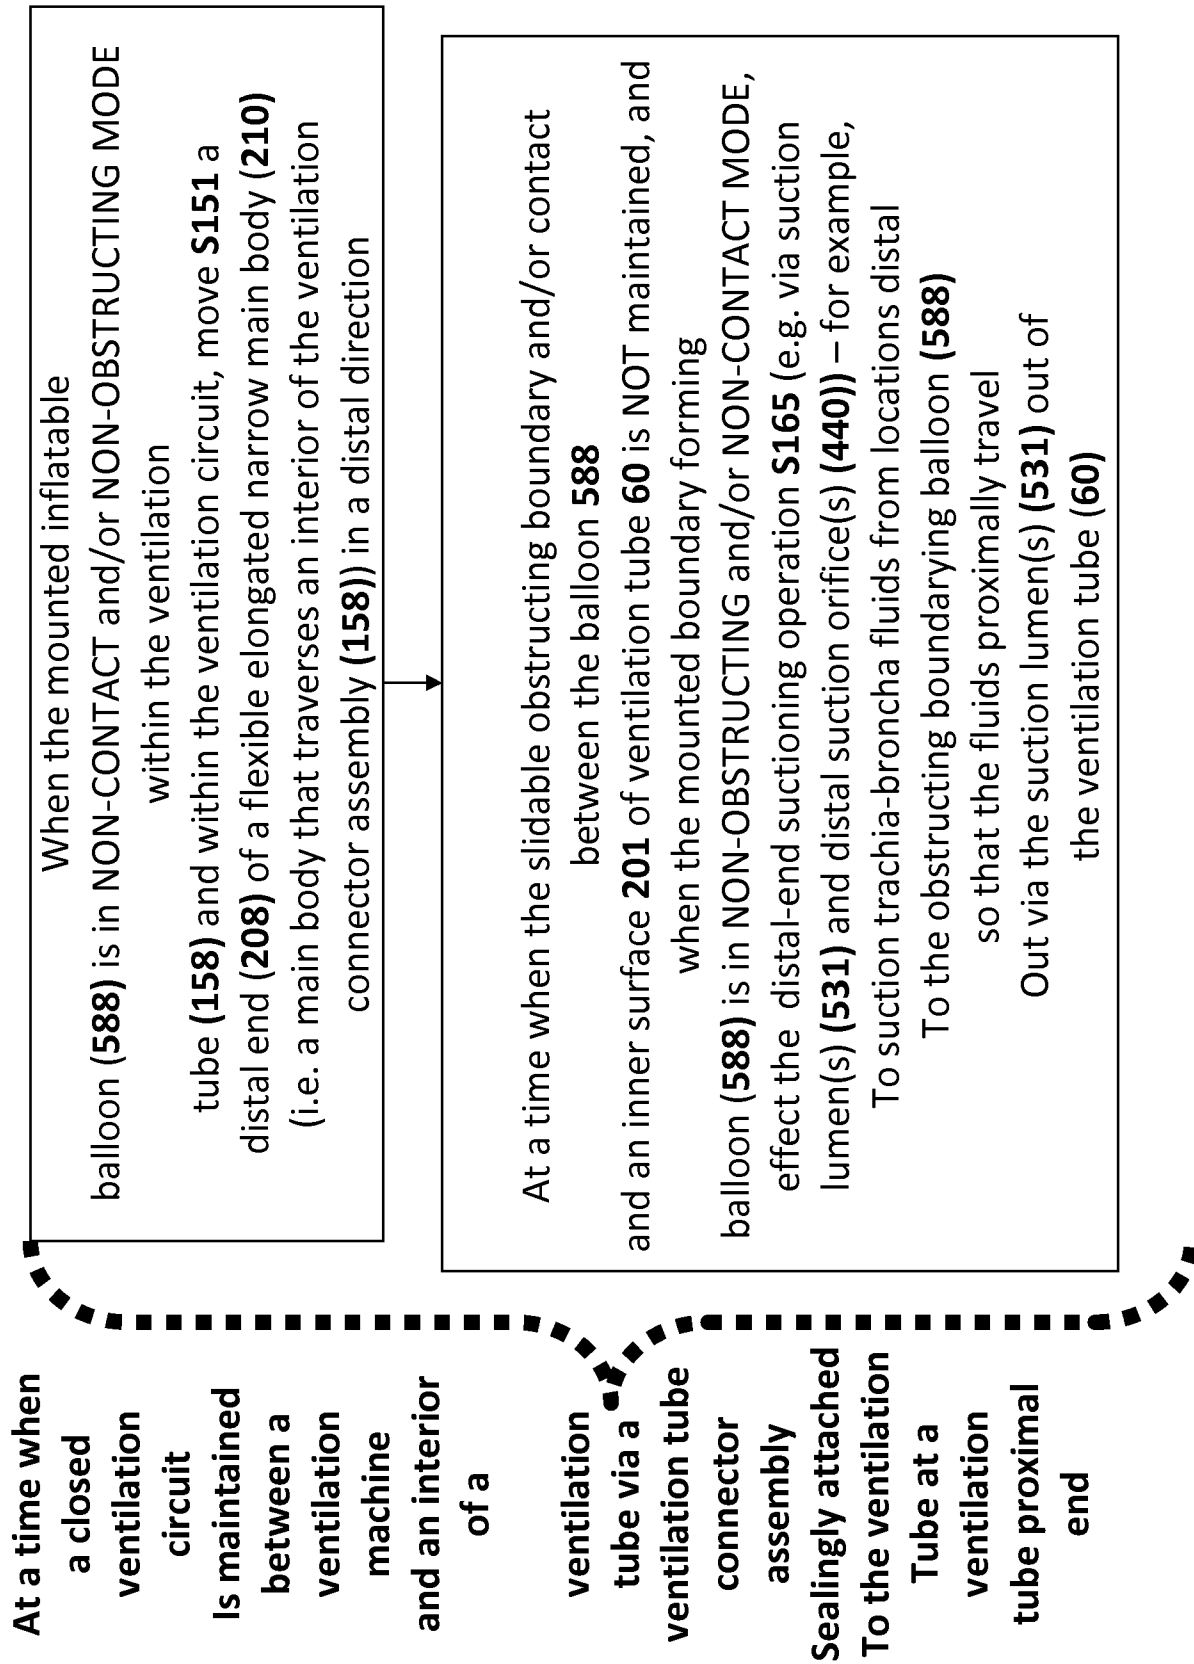 At a time when
a closed
ventilation
circuit
Is maintained
between a
ventilation
machine
and an interior
of a
ventilation
tube via a
ventilation tube
connector
assembly
Sealingly attached
To the ventilation
Tube at a
ventilation
tube proximal
end
When the mounted inflatable
balloon (588) is in NON-CONTACT and/or NON-OBSTRUCTING MODE
within the ventilation
tube (158) and within the ventilation circuit, move S151 a
distal end (208) of a flexible elongated narrow main body (210)
(i.e. a main body that traverses an interior of the ventilation
connector assembly (158)) in a distal direction
At a time when the slidable obstructing boundary and/or contact
between the balloon 588
and an inner surface 201 of ventilation tube 60 is NOT maintained, and
when the mounted boundary forming
balloon (588) is in NON-OBSTRUCTING and/or NON-CONTACT MODE,
effect the distal-end suctioning operation S165 (e.g. via suction
lumen(s) (531) and distal suction orifice(s) (440)) – for example,
To suction trachia-broncha fluids from locations distal
To the obstructing boundarying balloon (588)
so that the fluids proximally travel
Out via the suction lumen(s) (531) out of
the ventilation tube (60)